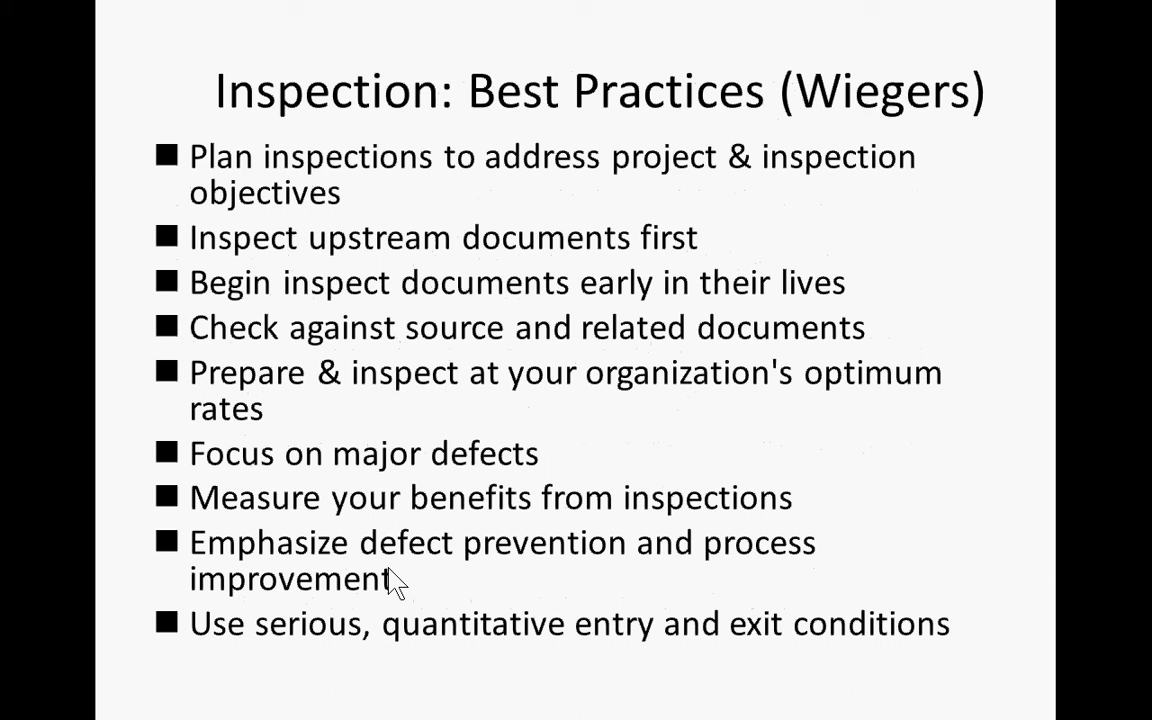 Inspection: Best Practices (Wiegers)
■ Plan inspections to address project & inspection
objectives
■ Inspect upstream documents first
■ Begin inspect documents early in their lives
■ Check against source and related documents
■ Prepare & inspect at your organization's optimum
rates
■ Focus on major defects
■ Measure your benefits from inspections
■ Emphasize defect prevention and process
improvement
■ Use serious, quantitative entry and exit conditions